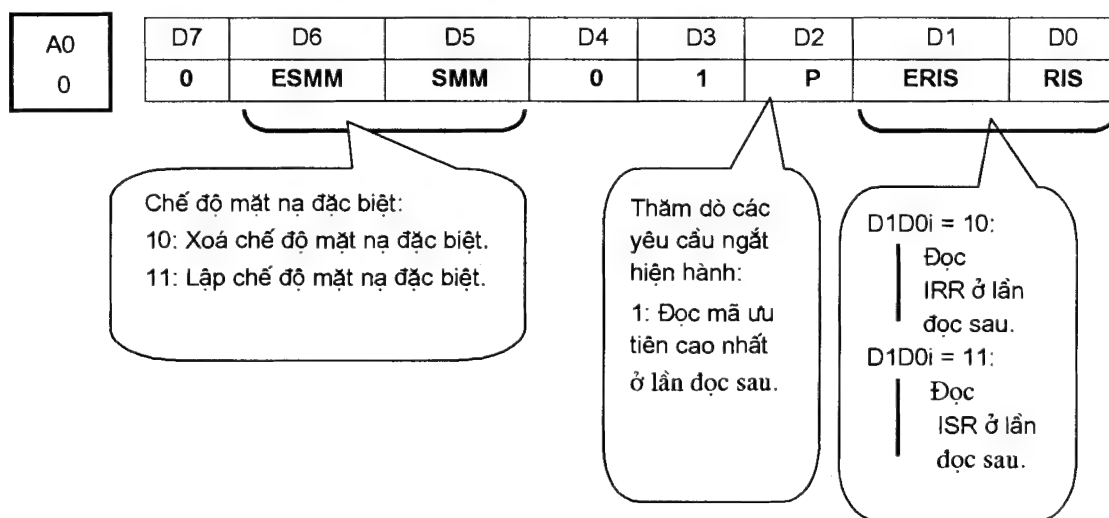 A0
0
D7 D6 D5 D4 D3 D2 D1 D0
0 ESMM SMM 0 1 P ERIS RIS
Chế độ mặt nạ đặc biệt:
10: Xoá chế độ mặt nạ đặc biệt.
11: Lập chế độ mặt nạ đặc biệt.
Thăm dò các
yêu cầu ngắt
hiện hành:
1: Đọc mã ưu
tiên cao nhất
ở lần đọc sau.
D1D0i = 10:
Đọc
IRR ở lần
đọc sau.
D1D0i = 11:
Đọc
ISR ở lần
đọc sau.